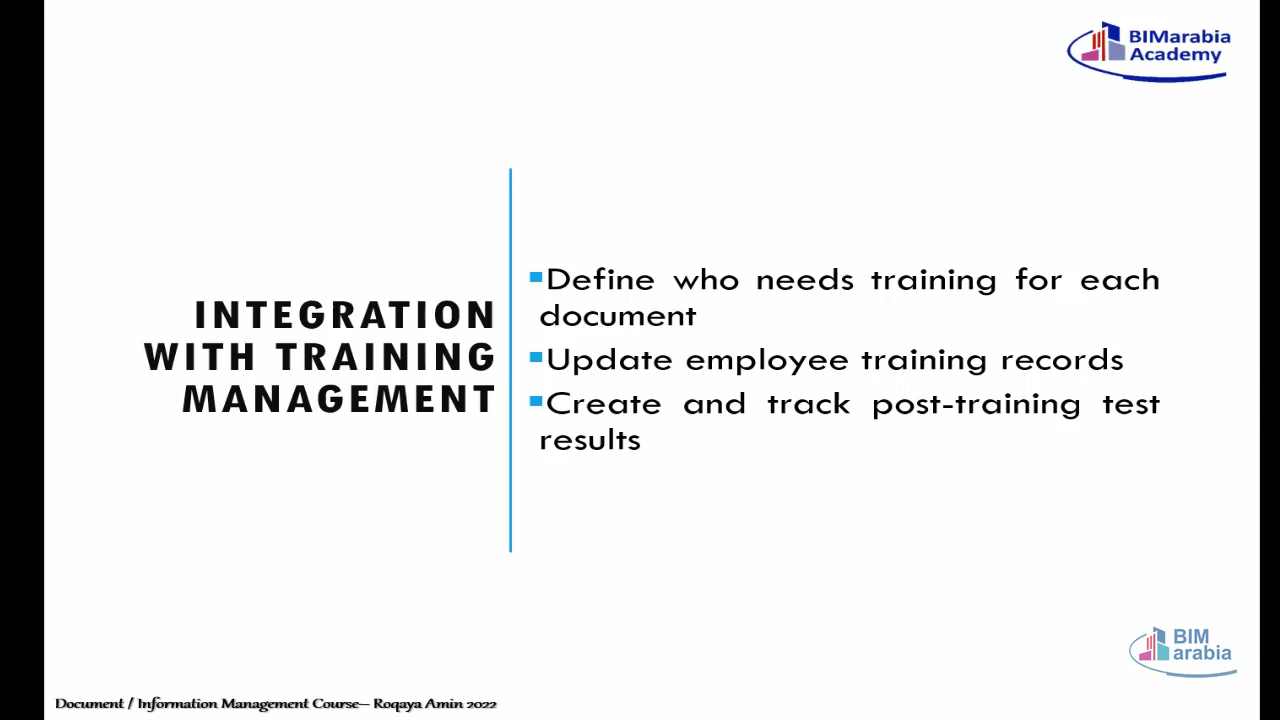 BIMarabia
Academy
INTEGRATION
WITH TRAINING
MANAGEMENT
▪Define who needs training for each
document
▪Update employee training records
▪Create and track post-training test
results
BIM
arabia
Document / Information Management Course– Roqaya Amin 2022